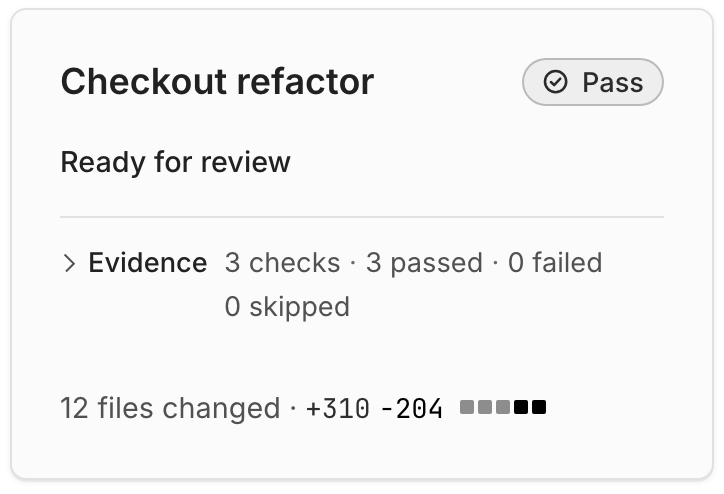 Checkout refactor
Pass
Ready for review
Evidence 3 checks · 3 passed · 0 failed
0 skipped
12 files changed · +310 -204